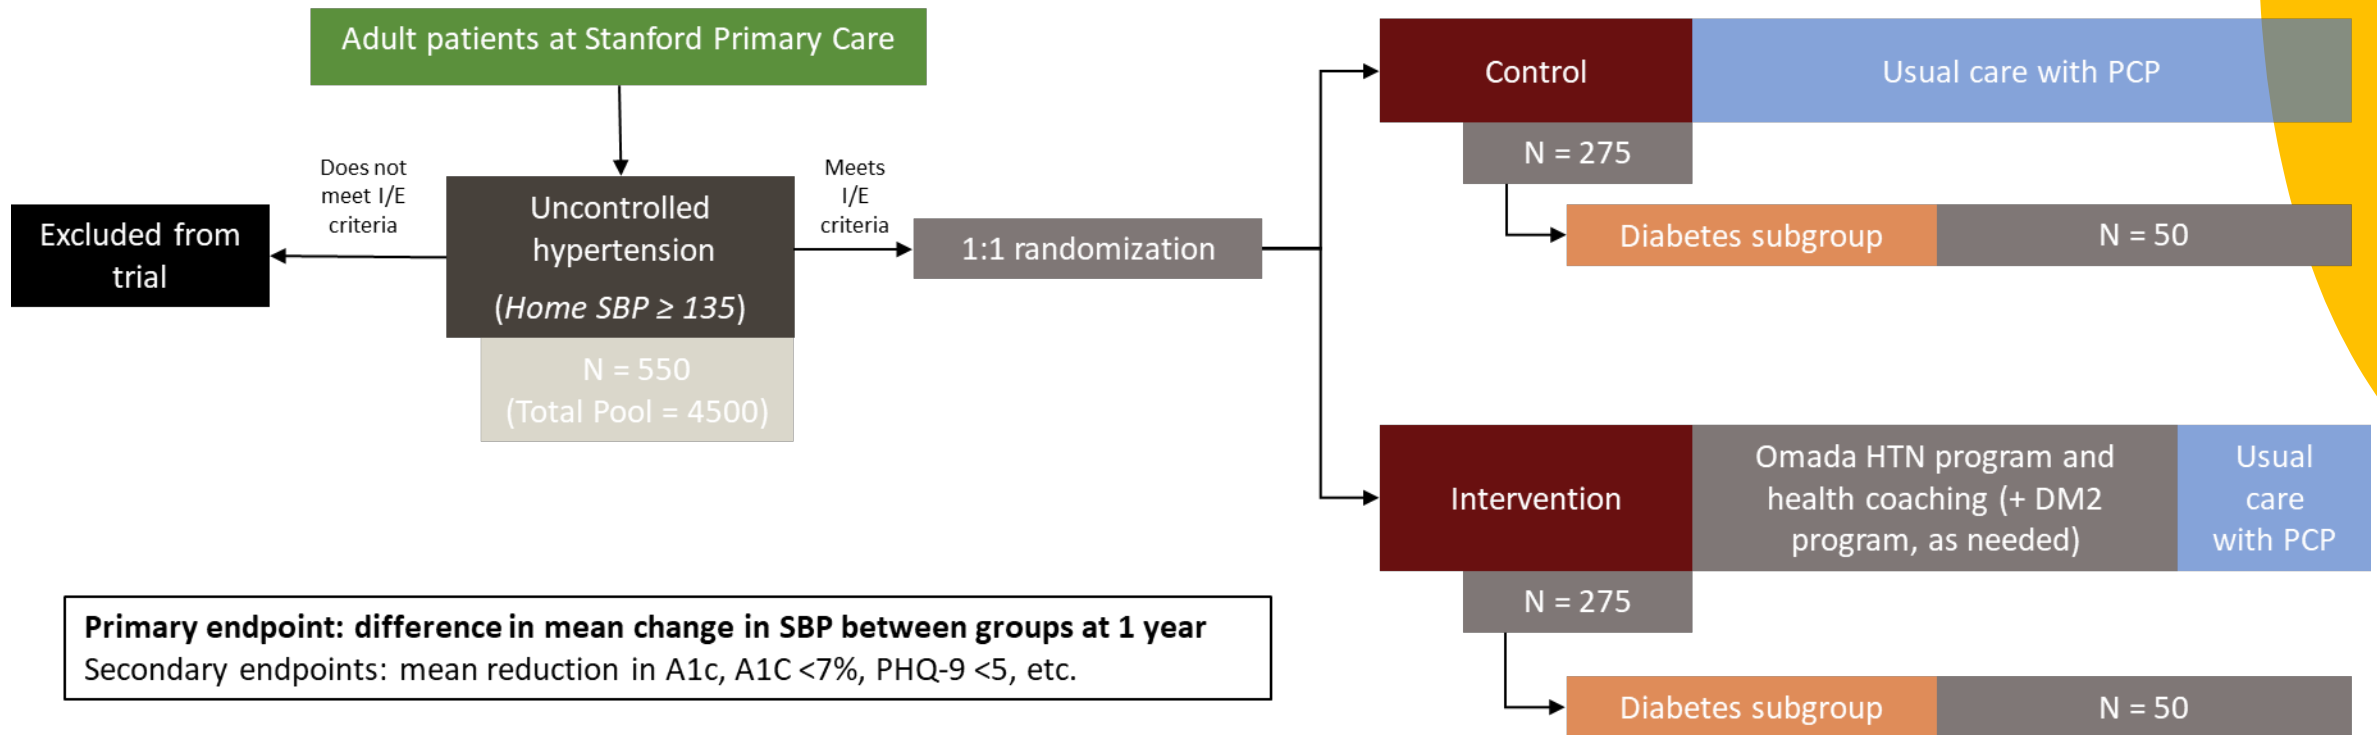 Adult patients at Stanford Primary Care
Does not
meet I/E
criteria
Meets
I/E
criteria
Excluded from
trial
Uncontrolled
hypertension
(Home SBP ≥ 135)
N = 550
(Total Pool = 4500)
1:1 randomization
Control
Usual care with PCP
N = 275
Diabetes subgroup
N = 50
Intervention
Omada HTN program and
health coaching (+ DM2
program, as needed)
Usual
care
with PCP
N = 275
Diabetes subgroup
N = 50
Primary endpoint: difference in mean change in SBP between groups at 1 year
Secondary endpoints: mean reduction in A1c, A1C <7%, PHQ-9 <5, etc.